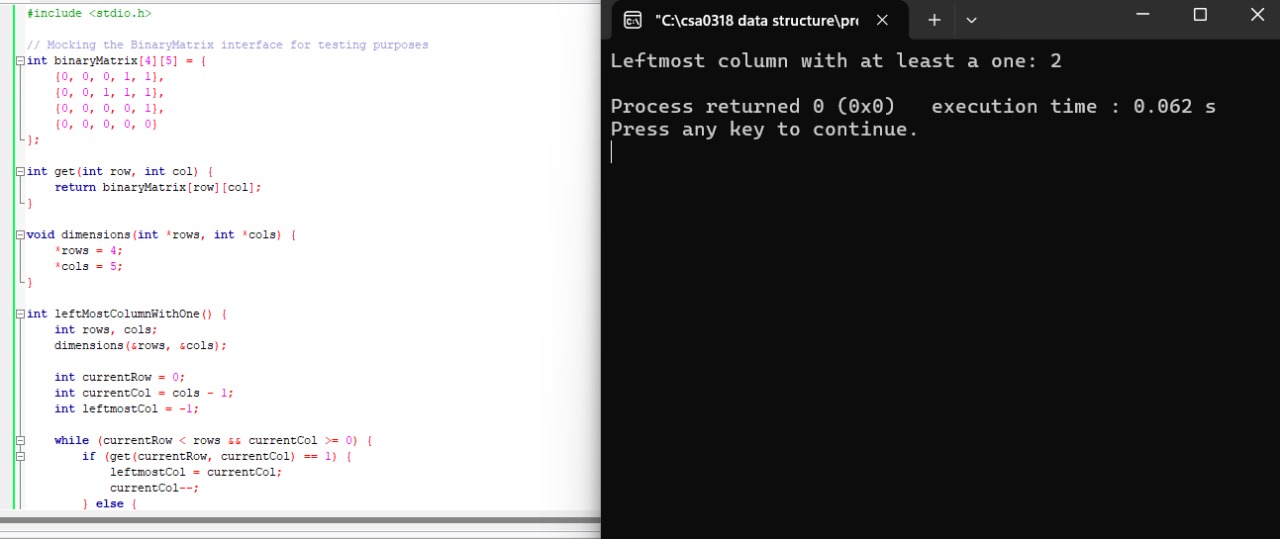 #include <stdio.h>
// Mocking the BinaryMatrix interface for testing purposes
int binaryMatrix[4][5] = {
    {0, 0, 0, 1, 1},
    {0, 0, 1, 1, 1},
    {0, 0, 0, 0, 1},
    {0, 0, 0, 0, 0}
};
int get(int row, int col) {
    return binaryMatrix[row][col];
}
void dimensions(int *rows, int *cols) {
    *rows = 4;
    *cols = 5;
}
int leftMostColumnWithOne() {
    int rows, cols;
    dimensions(&rows, &cols);
    int currentRow = 0;
    int currentCol = cols - 1;
    int leftmostCol = -1;
    while (currentRow < rows && currentCol >= 0) {
        if (get(currentRow, currentCol) == 1) {
            leftmostCol = currentCol;
            currentCol--;
        } else {
"C:\csa0318 data structure\pro
Leftmost column with at least a one: 2
Process returned 0 (0x0)   execution time : 0.062 s
Press any key to continue.